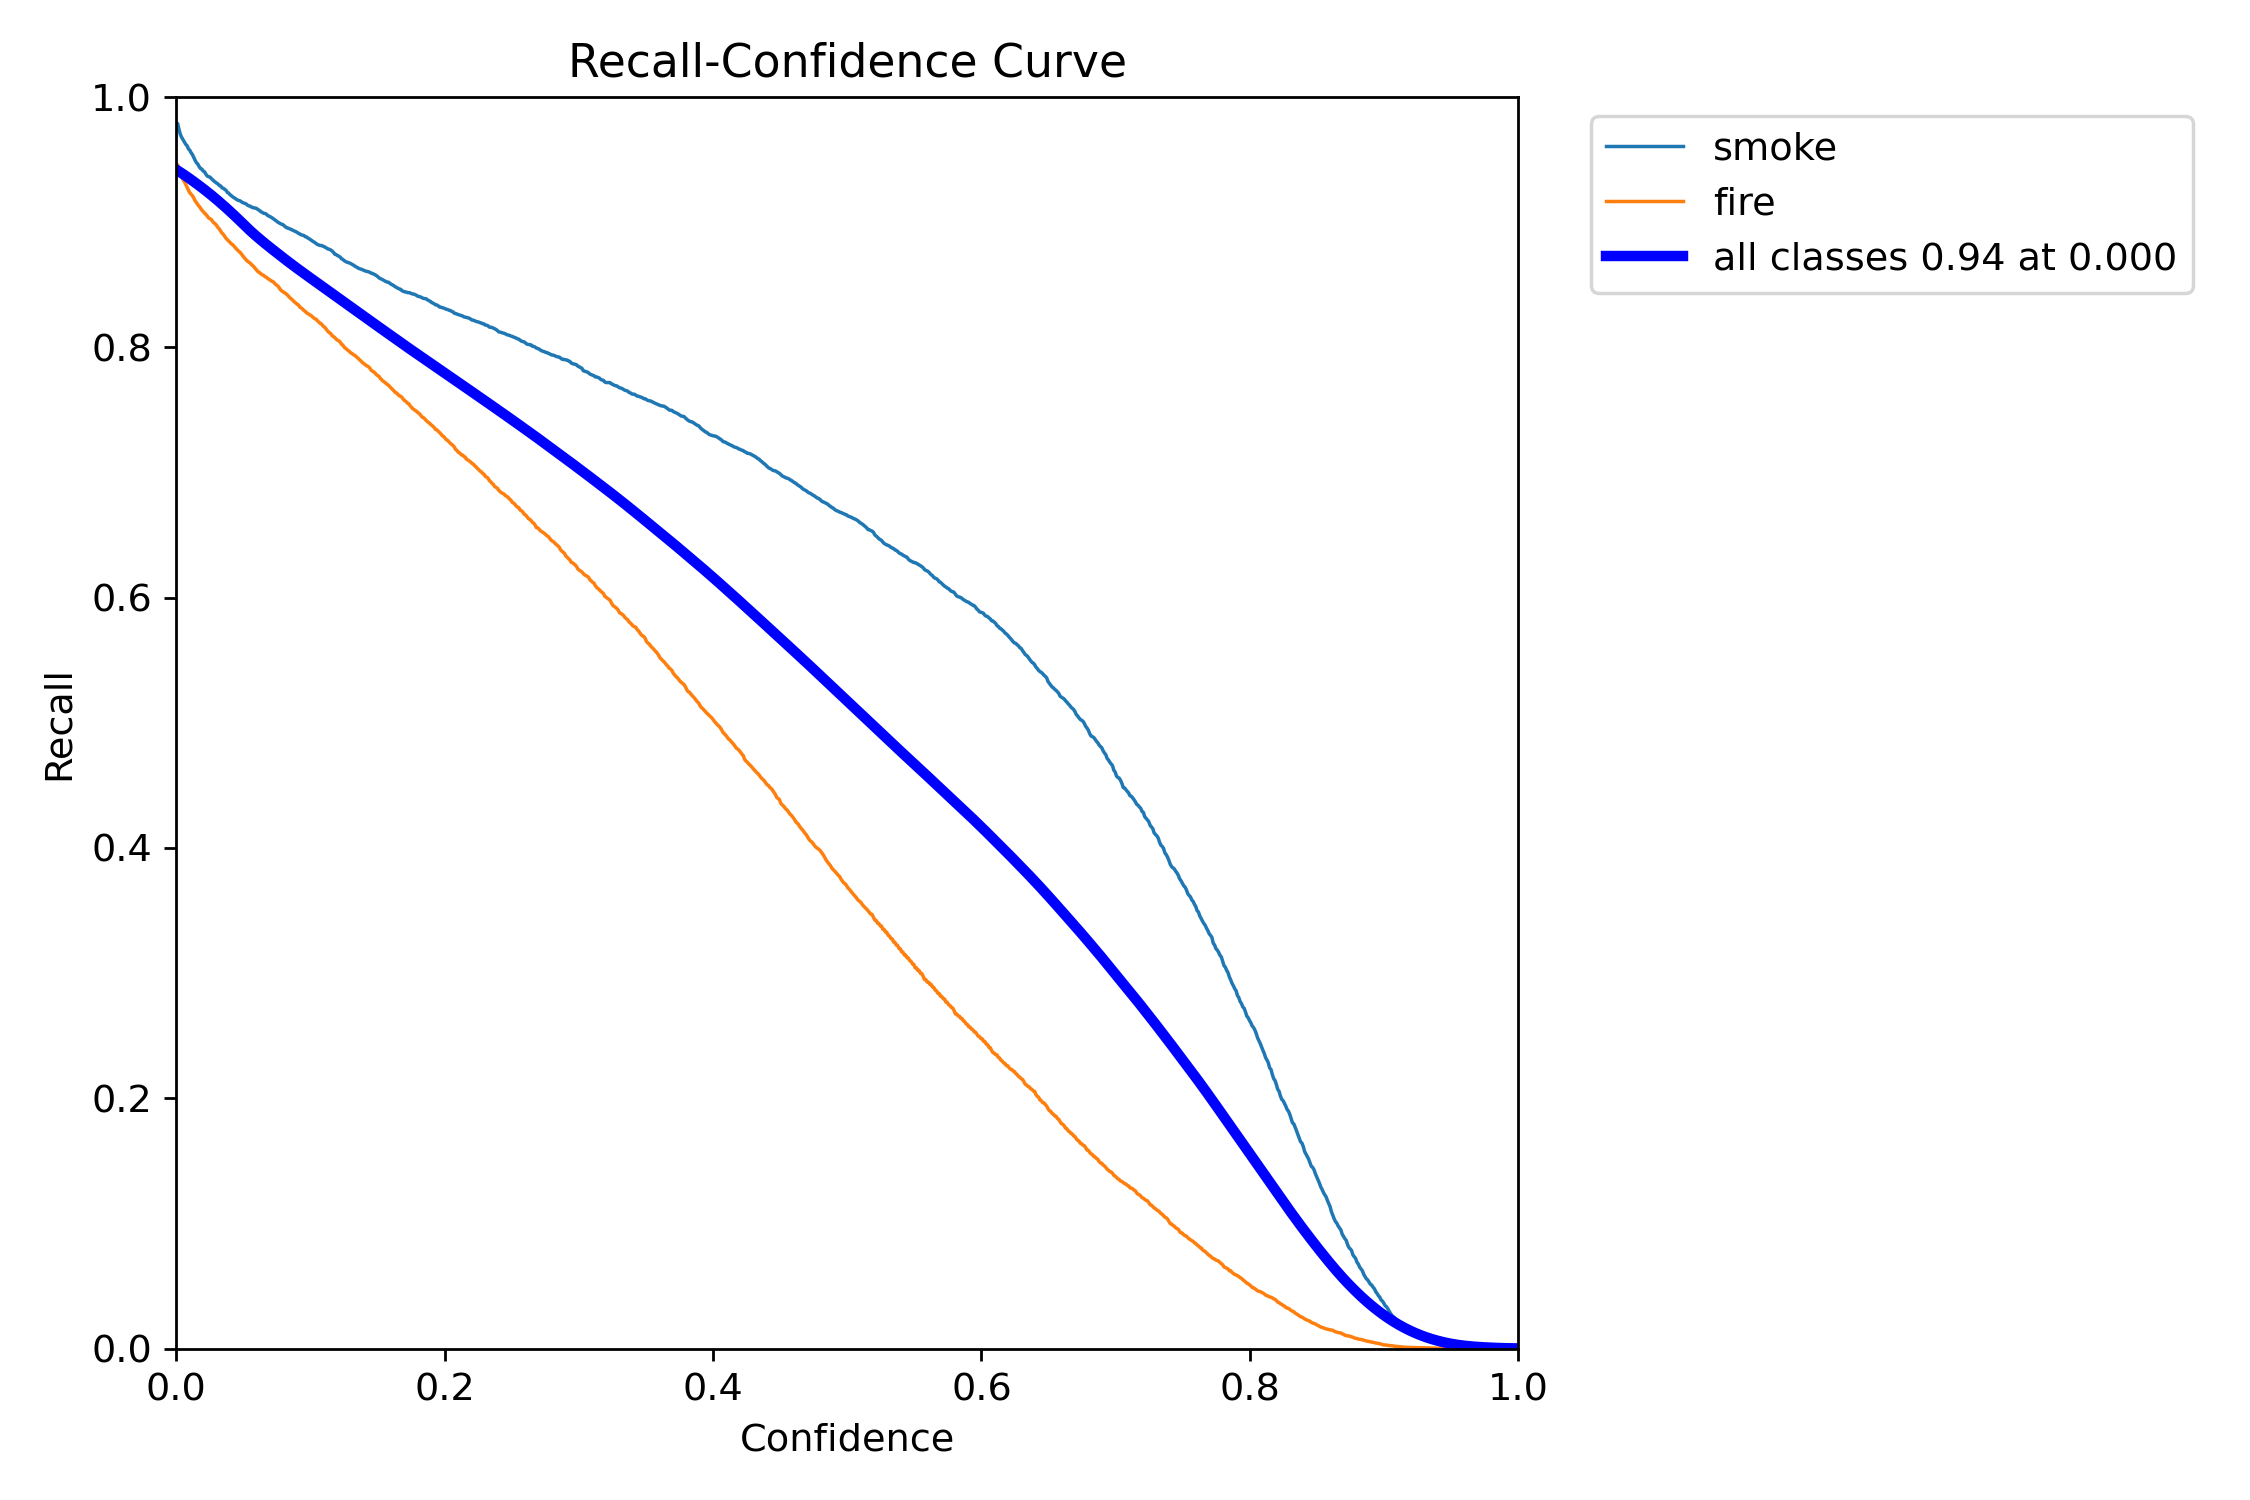 Recall-Confidence Curve
1.0
0.8
0.6
0.4
0.2
0.0
Recall
0.0 0.2 0.4 0.6 0.8 1.0
Confidence
smoke
fire
all classes 0.94 at 0.000